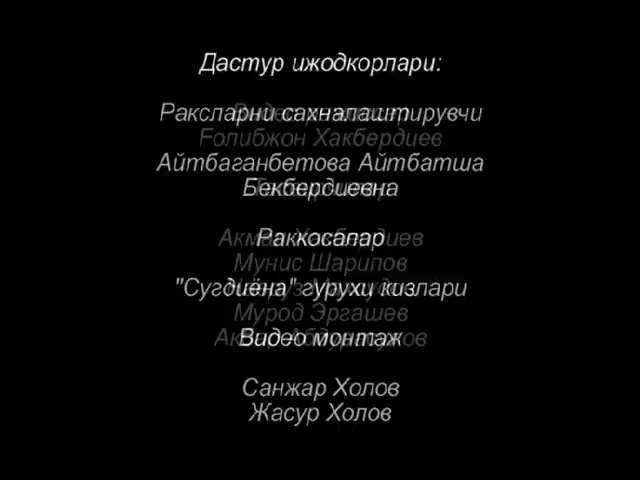 Дастур ижодкорлари:
Раксларни сахналаштирувчи
Ғолибжон Хакбердиев
Айтбаганбетова Айтбатша
Бекбердиевна
Раккосалар
Мунис Шарипов
"Сугдиёна" гурухи кизлари
Мурод Эргашев
Видео монтаж
Санжар Холов
Жасур Холов